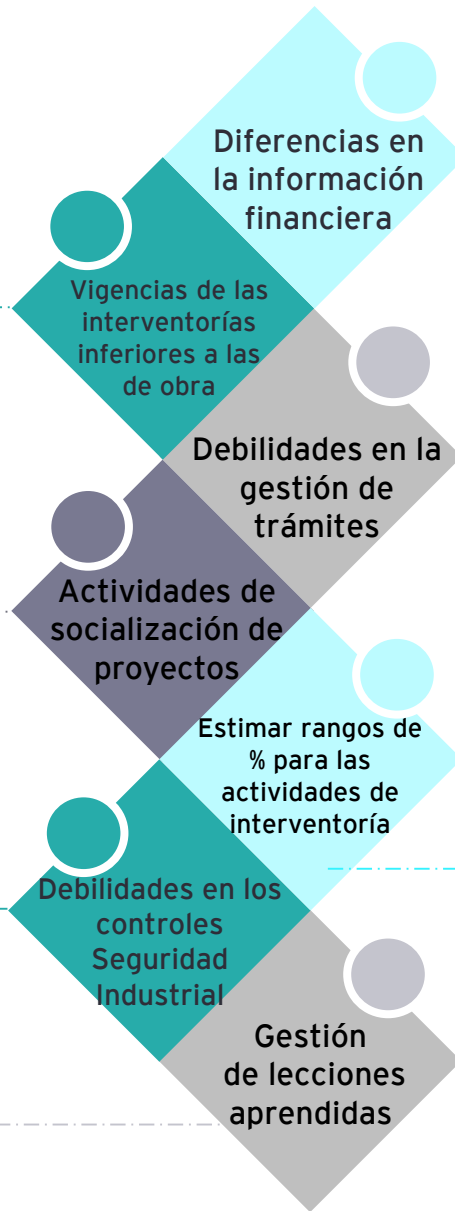 Diferencias en
la información
financiera
Vigencias de las
interventorías
inferiores a las
de obra
Debilidades en la
gestión de
trámites
Actividades de
socialización de
proyectos
Estimar rangos de
% para las
actividades de
interventoría
Debilidades en los
controles
Seguridad
Industrial
Gestión
de lecciones
aprendidas